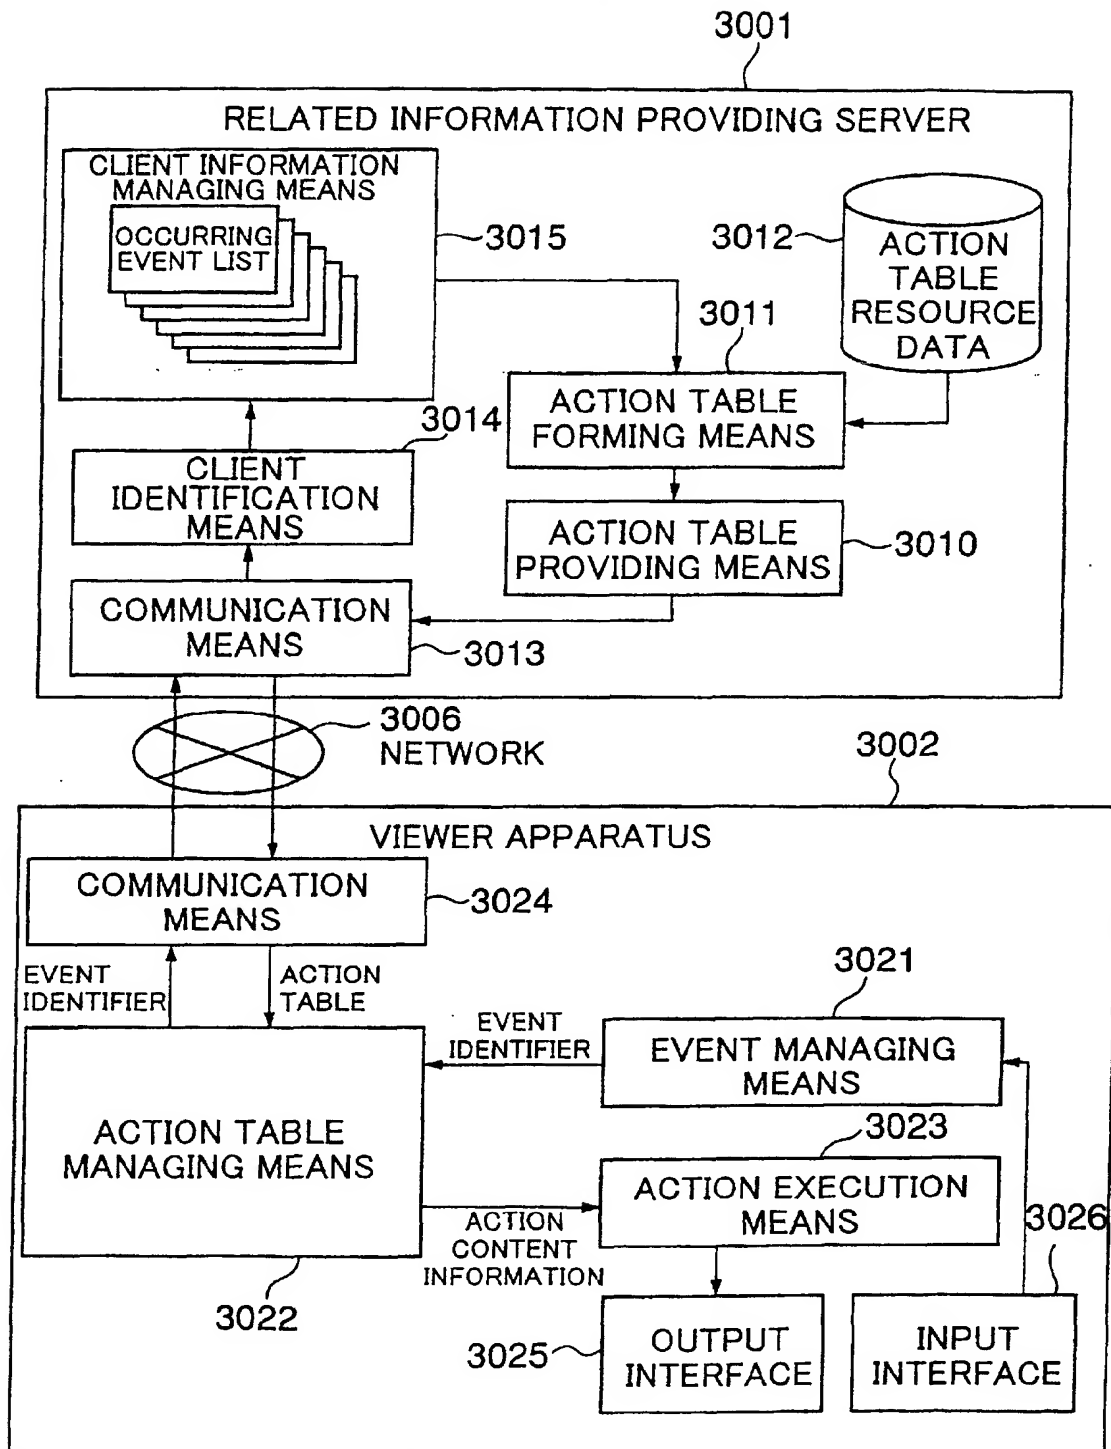 3001
RELATED INFORMATION PROVIDING SERVER
CLIENT INFORMATION
MANAGING MEANS
OCCURRING
EVENT LIST
3015
3012
ACTION
TABLE
RESOURCE
DATA
3011
ACTION TABLE
FORMING MEANS
3014
CLIENT
IDENTIFICATION
MEANS
ACTION TABLE
PROVIDING MEANS
3010
COMMUNICATION
MEANS
3013
3006
NETWORK
3002
VIEWER APPARATUS
COMMUNICATION
MEANS
3024
EVENT
IDENTIFIER
ACTION
TABLE
3021
EVENT
IDENTIFIER
EVENT MANAGING
MEANS
ACTION TABLE
MANAGING MEANS
3023
ACTION EXECUTION
MEANS
ACTION
CONTENT
INFORMATION
3026
3022
3025
OUTPUT
INTERFACE
INPUT
INTERFACE